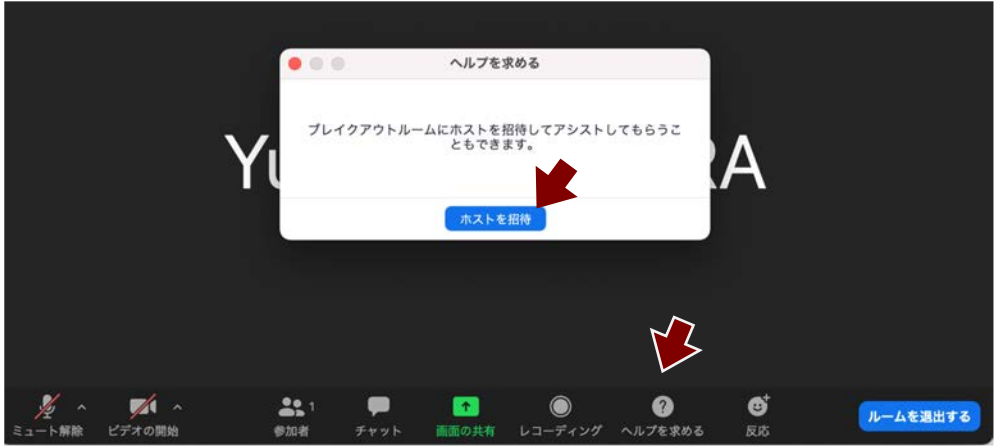 ヘルプを求める
Yu
RA
ブレイクアウトルームにホストを招待してアシストしてもらうこ
ともできます。
ホストを招待
ミュート解除
ビデオの開始
参加者
1
チャット
画面の共有
レコーディング
ヘルプを求める
反応
ルームを退出する